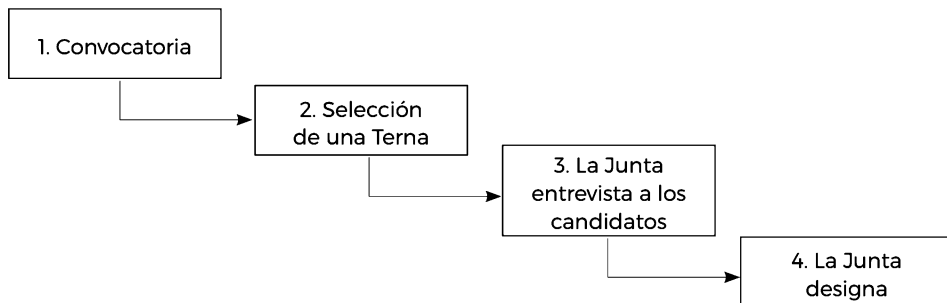 1. Convocatoria
2. Selección
de una Terna
3. La Junta
entrevista a los
candidatos
4. La Junta
designa